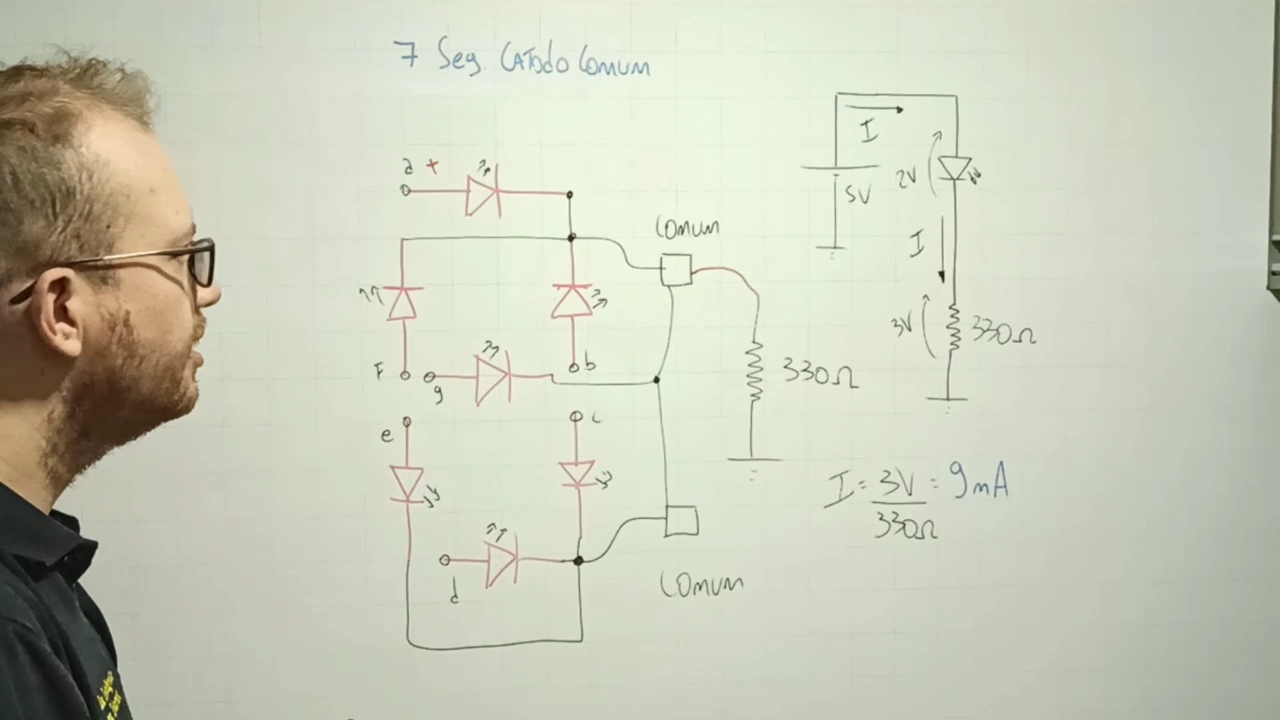 7 Seg. CATodo Comum
a +
I
5V
2V
Comum
I
3V
330Ω
330Ω
F
g
b
e
c
I = 3V = 9mA
330Ω
d
Comum